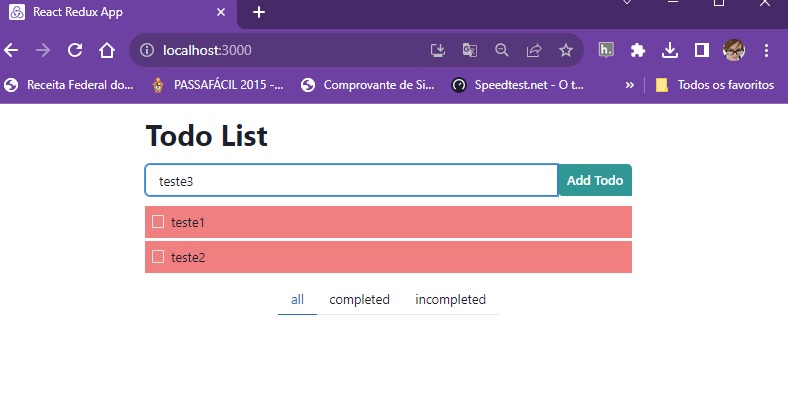 React Redux App
localhost:3000
Receita Federal do... PASSAFÁCIL 2015 -... Comprovante de Si... Speedtest.net - O t... » Todos os favoritos
Todo List
teste3 Add Todo
teste1
teste2
all completed incompleted